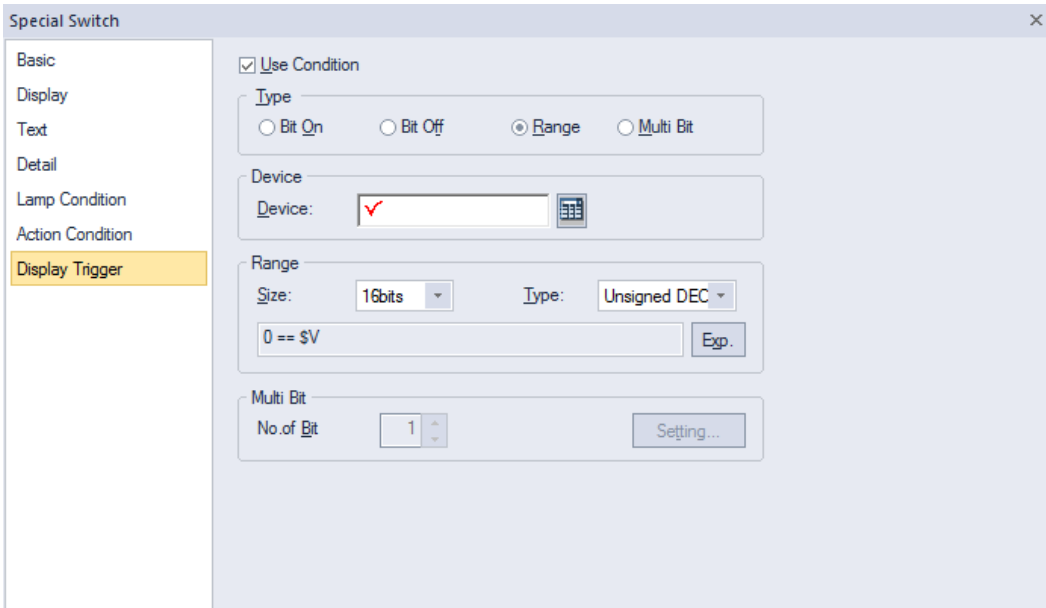 Special Switch
Basic
Display
Text
Detail
Lamp Condition
Action Condition
Display Trigger
Use Condition
Type
Bit On Bit Off Range Multi Bit
Device
Device:
Range
Size: 16bits Type: Unsigned DEC
0 == $V Exp.
Multi Bit
No.of Bit 1 Setting...